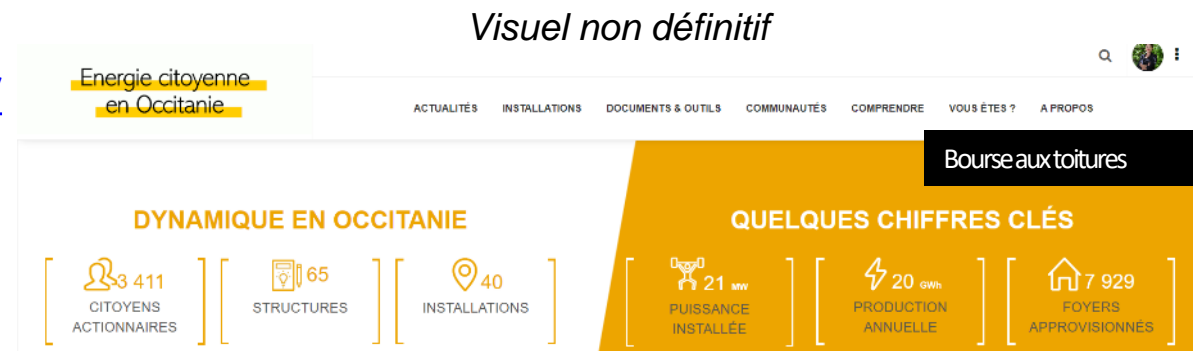 Visuel non définitif
Energie citoyenne
en Occitanie
ACTUALITÉS INSTALLATIONS DOCUMENTS & OUTILS COMMUNAUTÉS COMPRENDRE VOUS ÊTES ? A PROPOS
Bourse aux toitures
DYNAMIQUE EN OCCITANIE
3 411
CITOYENS
ACTIONNAIRES
65
STRUCTURES
40
INSTALLATIONS
QUELQUES CHIFFRES CLÉS
21 MW
PUISSANCE
INSTALLÉE
20 GWh
PRODUCTION
ANNUELLE
7 929
FOYERS
APPROVISIONNÉS